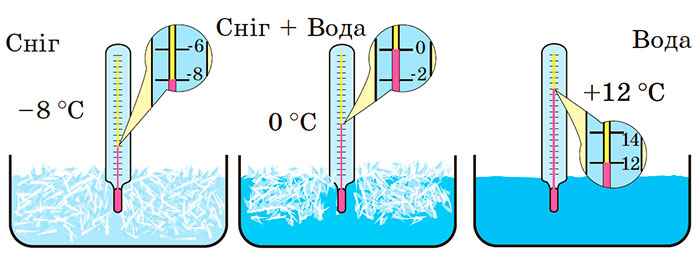 Сніг
-6
-8
−8 °C
Сніг + Вода
0
-2
0 °C
Вода
+12 °C
14
12